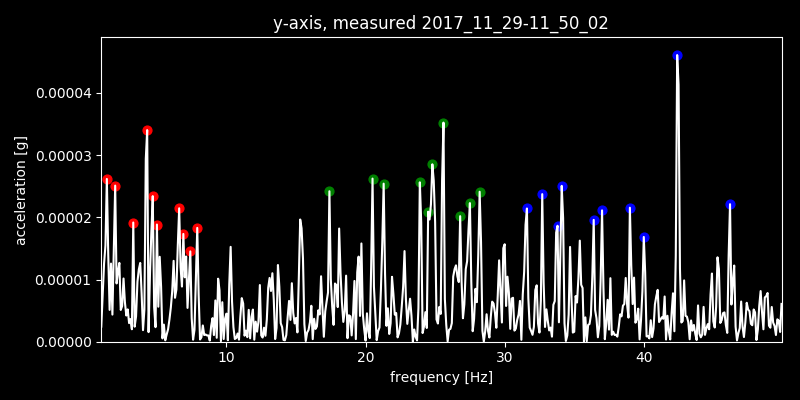 y-axis, measured 2017_11_29-11_50_02
acceleration [g]
0.00004
0.00003
0.00002
0.00001
0.00000
10 20 30 40
frequency [Hz]